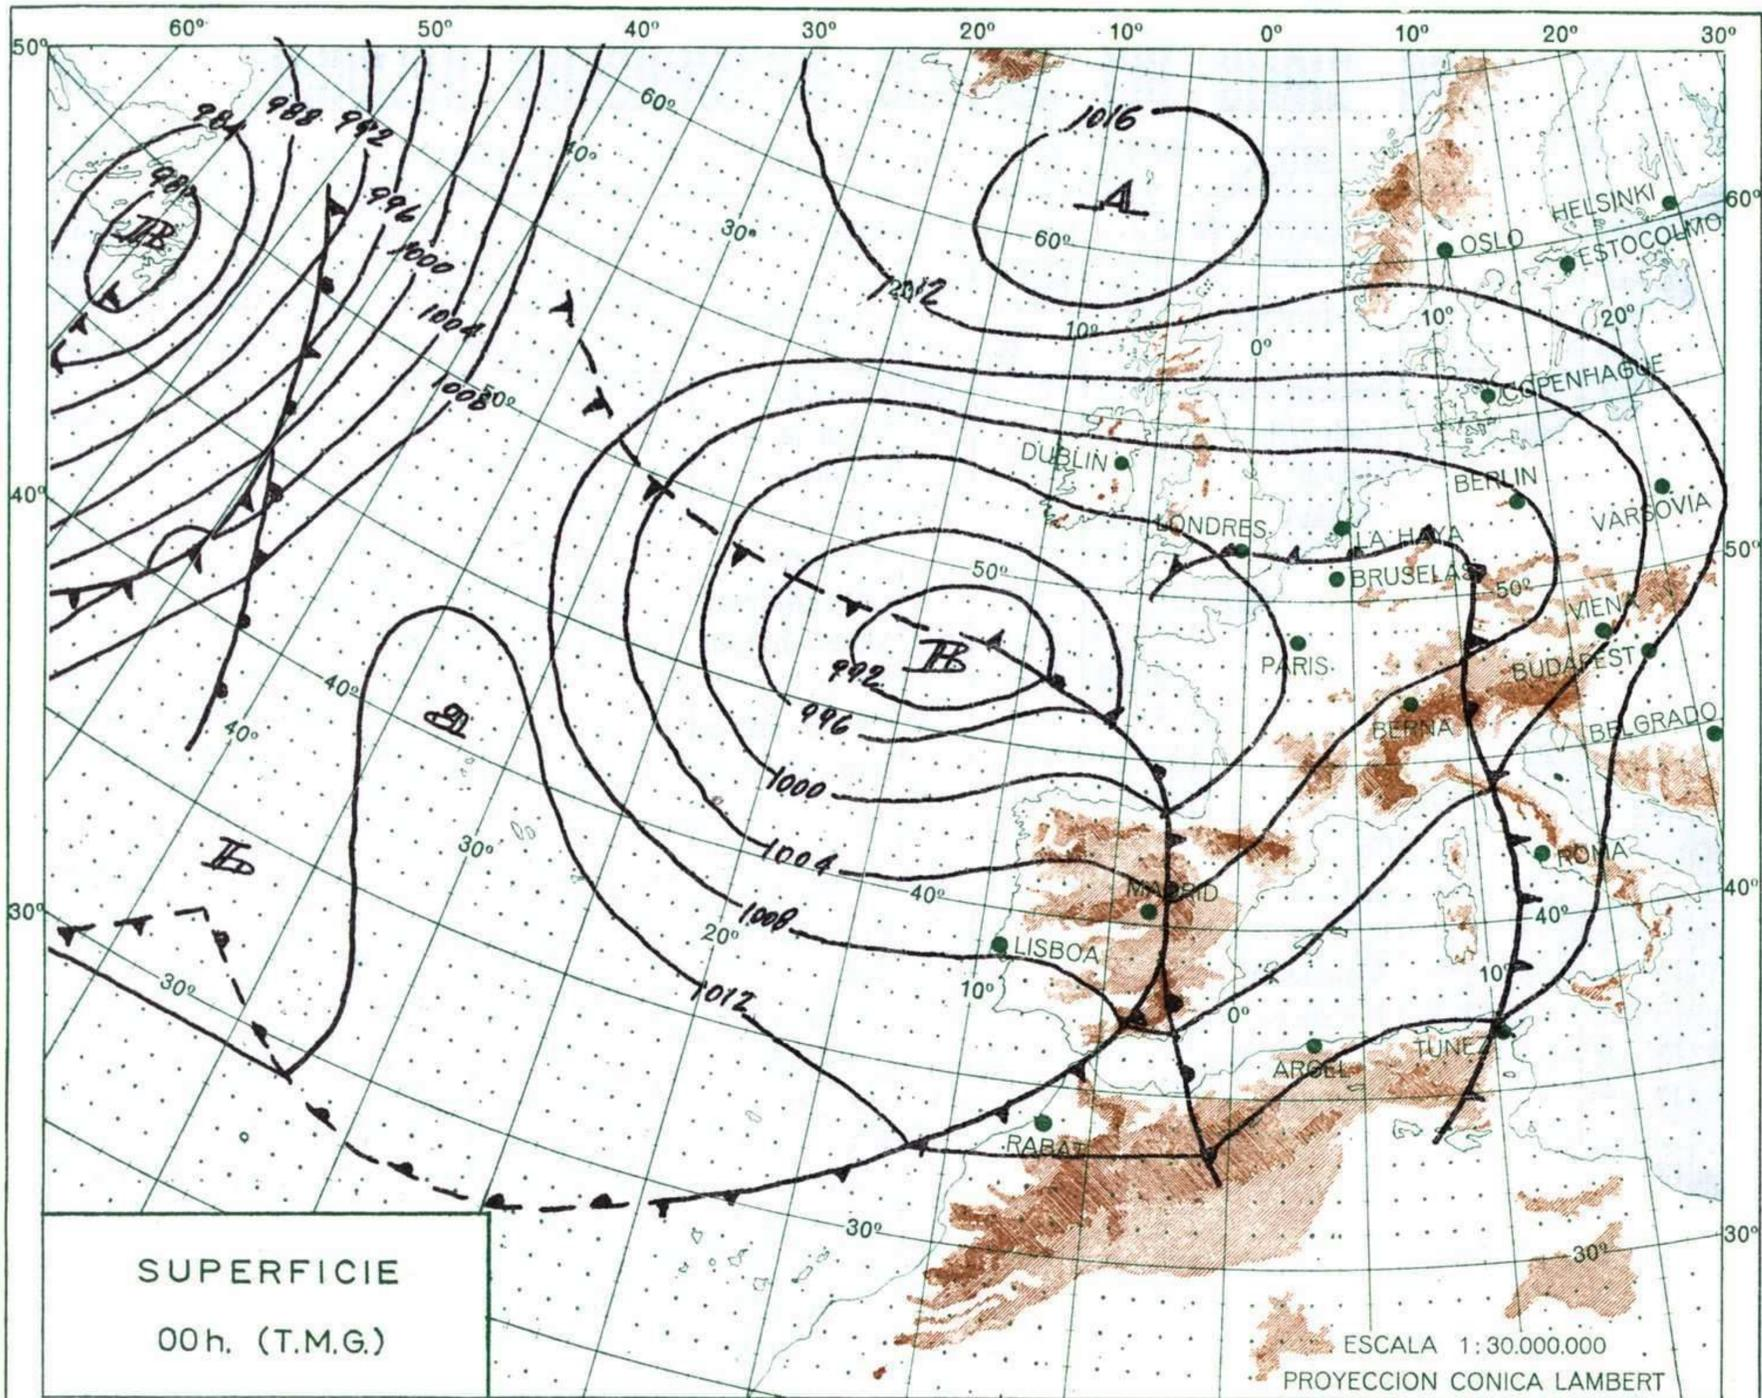 60° 50° 40° 30° 20° 10° 0° 10° 20° 30°
50°
984 988 992
60°
1016
40°
980
996
A
60°
HELSINKI
B
30°
60°
OSLO
ESTOCOLMO
1000
20°
1012
1004
10°
0°
10°
20°
1008
50°
COPENHAGUE
DUBLIN
BERLIN
40°
VARSOVIA
LONDRES
LA HAYA
50°
50°
BRUSELAS
50°
VIENA
B
PARIS
BUDAPEST
992
40°
996
BERNA
BELGRADO
40°
1000
30°
1004
ROMA
MADRID
40°
40°
30°
1008
40°
20°
LISBOA
30°
1012
10°
0°
10°
TUNEZ
ARGEL
RABAT
30°
30°
30°
SUPERFICIE
00h. (T.M.G.)
ESCALA 1:30.000.000
PROYECCION CONICA LAMBERT